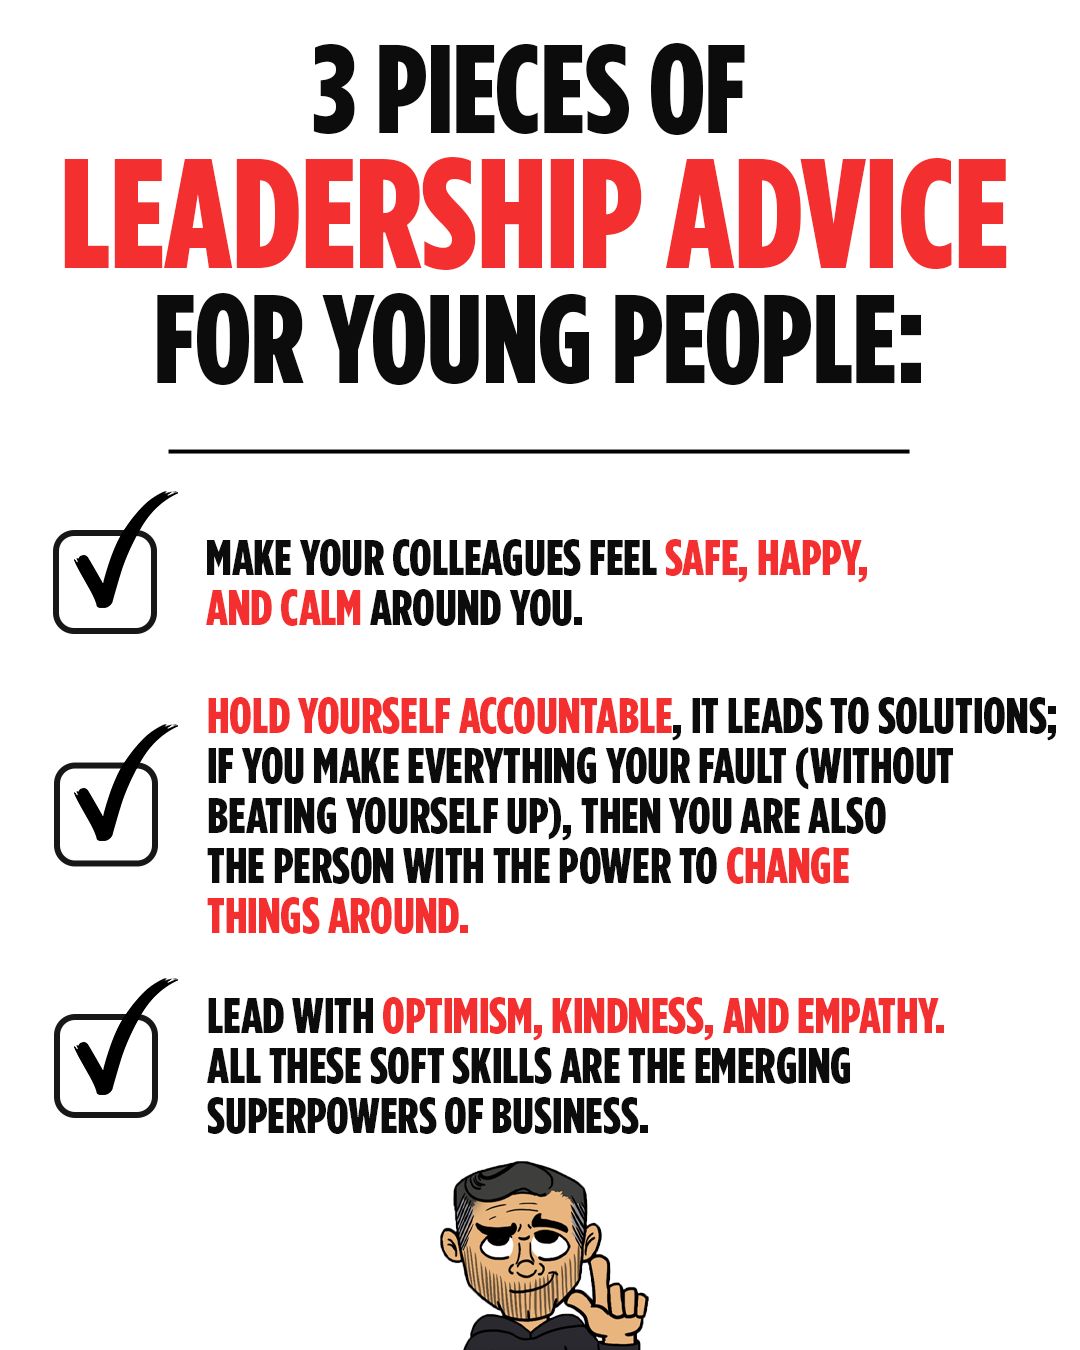 3 PIECES OF
LEADERSHIP ADVICE
FOR YOUNG PEOPLE:
MAKE YOUR COLLEAGUES FEEL SAFE, HAPPY,
AND CALM AROUND YOU.
HOLD YOURSELF ACCOUNTABLE, IT LEADS TO SOLUTIONS;
IF YOU MAKE EVERYTHING YOUR FAULT (WITHOUT
BEATING YOURSELF UP), THEN YOU ARE ALSO
THE PERSON WITH THE POWER TO CHANGE
THINGS AROUND.
LEAD WITH OPTIMISM, KINDNESS, AND EMPATHY.
ALL THESE SOFT SKILLS ARE THE EMERGING
SUPERPOWERS OF BUSINESS.